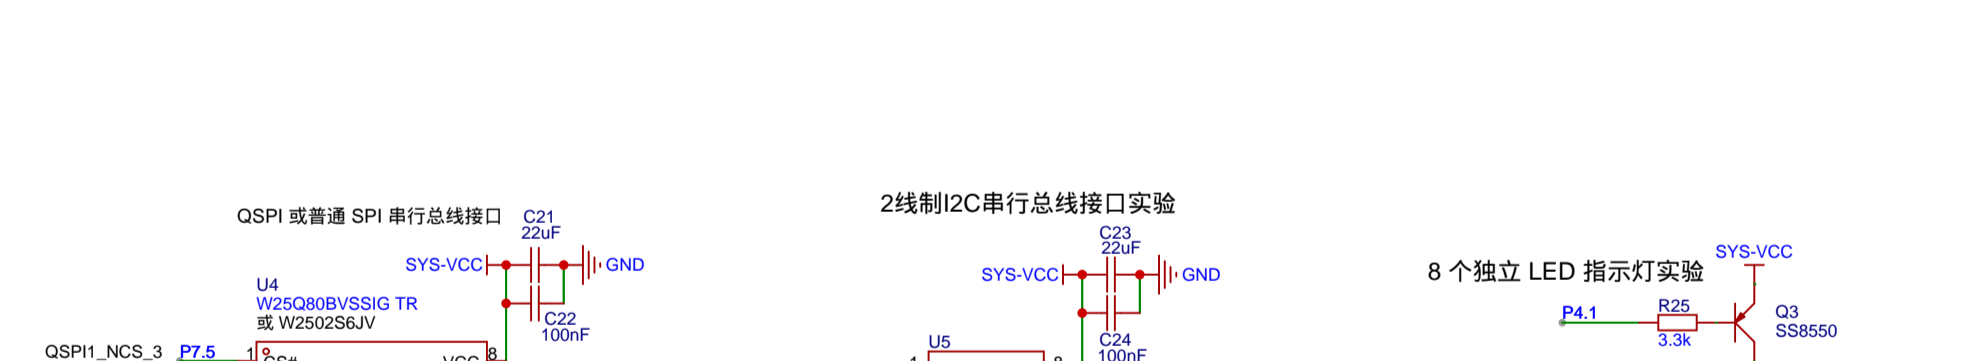 QSPI 或普通 SPI 串行总线接口
C21
22uF
SYS-VCC
GND
U4
W25Q80BVSSIG TR
或 W2502S6JV
C22
100nF
QSPI1_NCS_3
P7.5
1
CS#
VCC
8
2线制I2C串行总线接口实验
C23
22uF
SYS-VCC
GND
U5
C24
100nF
1
8
8 个独立 LED 指示灯实验
SYS-VCC
P4.1
R25
3.3k
Q3
SS8550